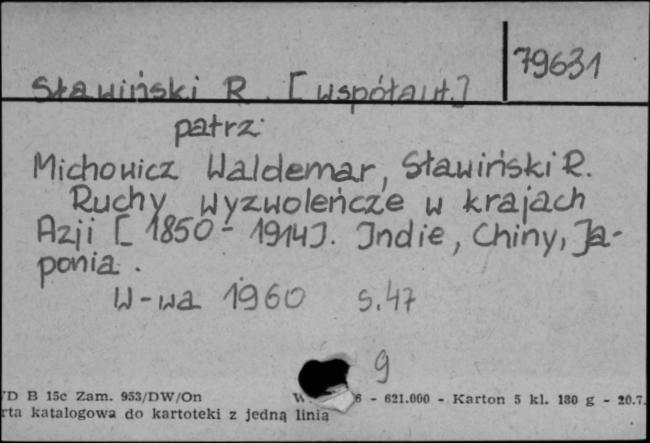 79631
Sławiński R. [współaut.]
patrz:
Michowicz Waldemar, Sławiński R.
Ruchy wyzwoleńcze w krajach
Azji [1850-1914]. Indie, Chiny, Ja-
ponia.
W-wa 1960 s.47
9
D B 15c Zam. 953/DW/On 6 - 621.000 - Karton 5 kl. 180 g - 20.7.
rta katalogowa do kartoteki z jedną linią